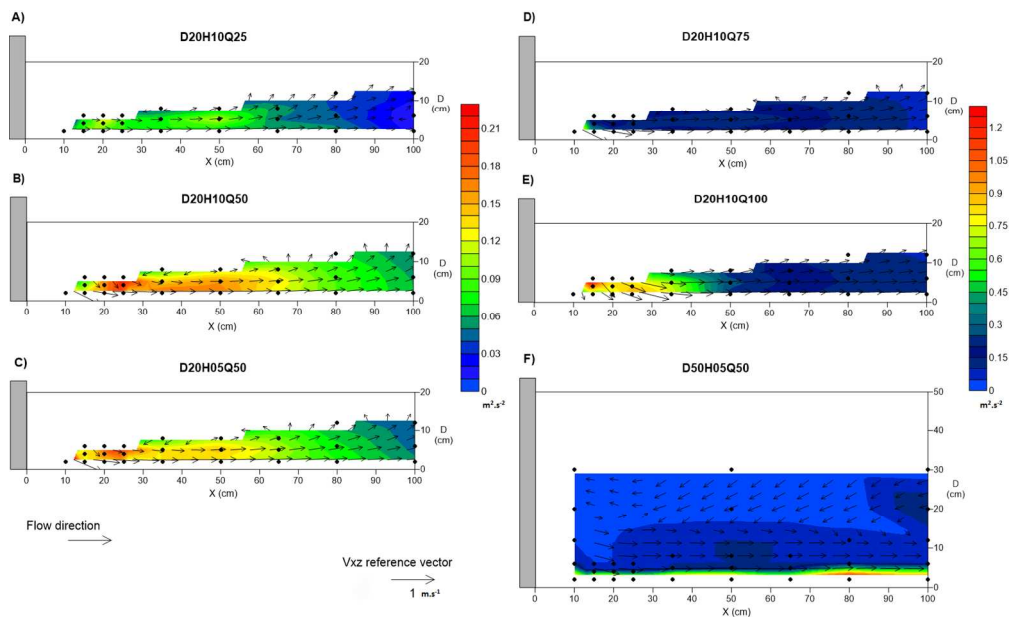 A)
D20H10Q25
20
D
(cm)
10
0
0 10 20 30 40 50 60 70 80 90 100
X (cm)
B)
D20H10Q50
20
D
(cm)
10
0
0 10 20 30 40 50 60 70 80 90 100
X (cm)
C)
D20H05Q50
20
D
(cm)
10
0
0 10 20 30 40 50 60 70 80 90 100
X (cm)
0.21
0.18
0.15
0.12
0.09
0.06
0.03
0
m².s⁻²
Flow direction
Vxz reference vector
1 m.s⁻¹
D)
D20H10Q75
20
D
(cm)
10
0
0 10 20 30 40 50 60 70 80 90 100
X (cm)
E)
D20H10Q100
20
D
(cm)
10
0
0 10 20 30 40 50 60 70 80 90 100
X (cm)
F)
D50H05Q50
50
40
30
D
(cm)
20
10
0
0 10 20 30 40 50 60 70 80 90 100
X (cm)
1.2
1.05
0.9
0.75
0.6
0.45
0.3
0.15
0
m².s⁻²